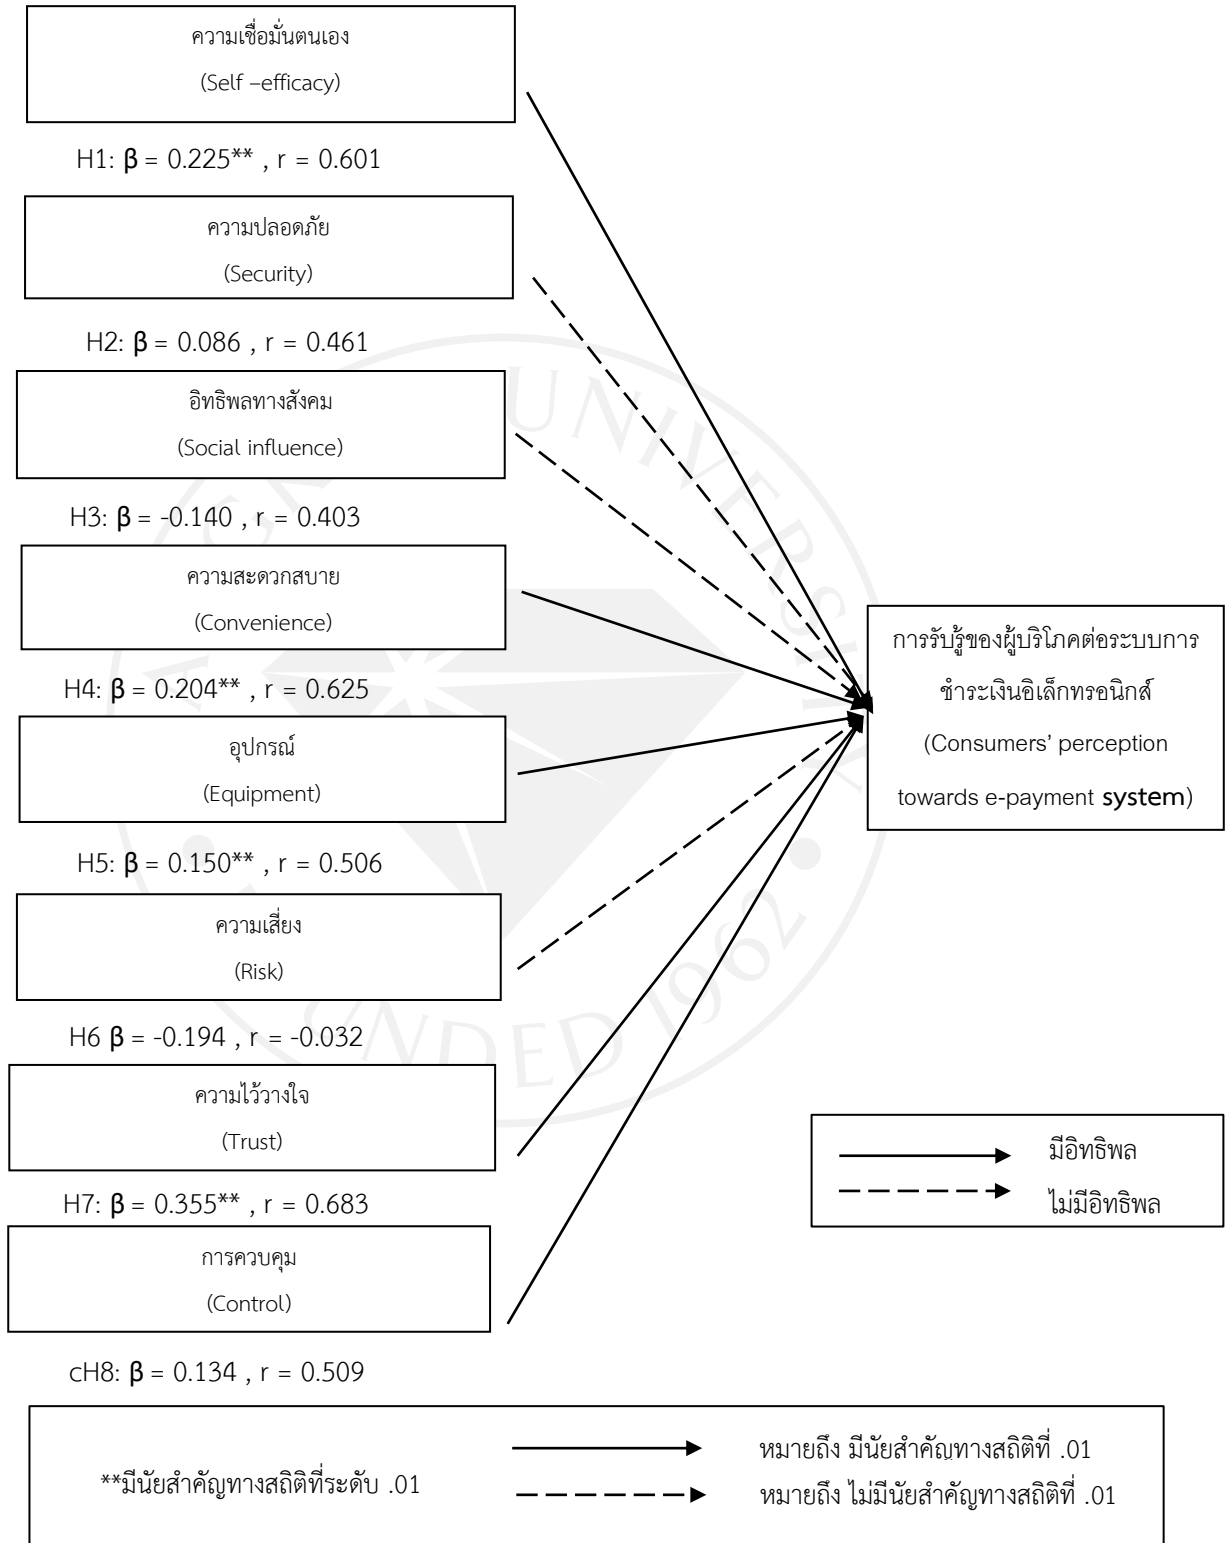 ความเชื่อมั่นตนเอง
(Self –efficacy)
H1: β = 0.225** , r = 0.601
ความปลอดภัย
(Security)
H2: β = 0.086 , r = 0.461
อิทธิพลทางสังคม
(Social influence)
H3: β = -0.140 , r = 0.403
ความสะดวกสบาย
(Convenience)
H4: β = 0.204** , r = 0.625
อุปกรณ์
(Equipment)
H5: β = 0.150** , r = 0.506
ความเสี่ยง
(Risk)
H6 β = -0.194 , r = -0.032
ความไว้วางใจ
(Trust)
H7: β = 0.355** , r = 0.683
การควบคุม
(Control)
cH8: β = 0.134 , r = 0.509
การรับรู้ของผู้บริโภคต่อระบบการ
ชำระเงินอิเล็กทรอนิกส์
(Consumers’ perception
towards e-payment system)
มีอิทธิพล
ไม่มีอิทธิพล
**มีนัยสำคัญทางสถิติที่ระดับ .01
หมายถึง มีนัยสำคัญทางสถิติที่ .01
หมายถึง ไม่มีนัยสำคัญทางสถิติที่ .01
UNIVERSITY
UNDED 1962